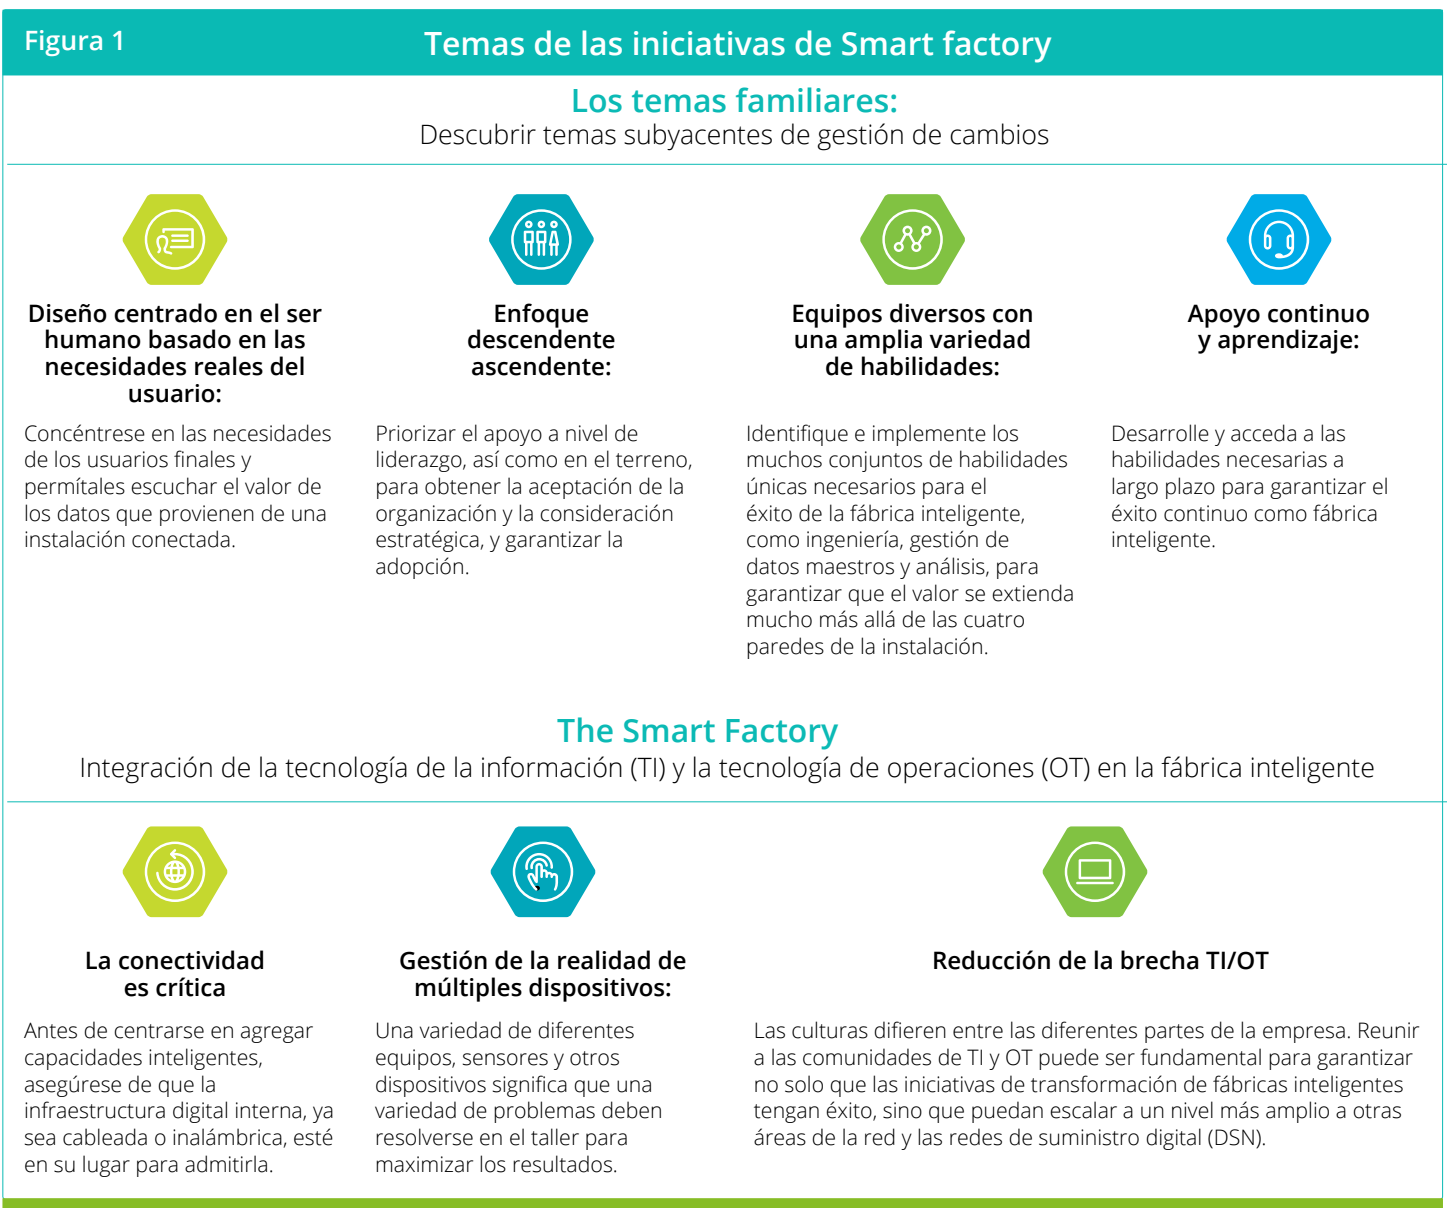 Figura 1
Temas de las iniciativas de Smart factory
Los temas familiares:
Descubrir temas subyacentes de gestión de cambios
Diseño centrado en el ser
humano basado en las
necesidades reales del
usuario:
Concéntrese en las necesidades
de los usuarios finales y
permítales escuchar el valor de
los datos que provienen de una
instalación conectada.
Enfoque
descendente
ascendente:
Priorizar el apoyo a nivel de
liderazgo, así como en el terreno,
para obtener la aceptación de la
organización y la consideración
estratégica, y garantizar la
adopción.
Equipos diversos con
una amplia variedad
de habilidades:
Identifique e implemente los
muchos conjuntos de habilidades
únicas necesarios para el
éxito de la fábrica inteligente,
como ingeniería, gestión de
datos maestros y análisis, para
garantizar que el valor se extienda
mucho más allá de las cuatro
paredes de la instalación.
Apoyo continuo
y aprendizaje:
Desarrolle y acceda a las
habilidades necesarias a
largo plazo para garantizar el
éxito continuo como fábrica
inteligente.
The Smart Factory
Integración de la tecnología de la información (TI) y la tecnología de operaciones (OT) en la fábrica inteligente
La conectividad
es crítica
Antes de centrarse en agregar
capacidades inteligentes,
asegúrese de que la
infraestructura digital interna, ya
sea cableada o inalámbrica, esté
en su lugar para admitirla.
Gestión de la realidad de
múltiples dispositivos:
Una variedad de diferentes
equipos, sensores y otros
dispositivos significa que una
variedad de problemas deben
resolverse en el taller para
maximizar los resultados.
Reducción de la brecha TI/OT
Las culturas difieren entre las diferentes partes de la empresa. Reunir
a las comunidades de TI y OT puede ser fundamental para garantizar
no solo que las iniciativas de transformación de fábricas inteligentes
tengan éxito, sino que puedan escalar a un nivel más amplio a otras
áreas de la red y las redes de suministro digital (DSN).